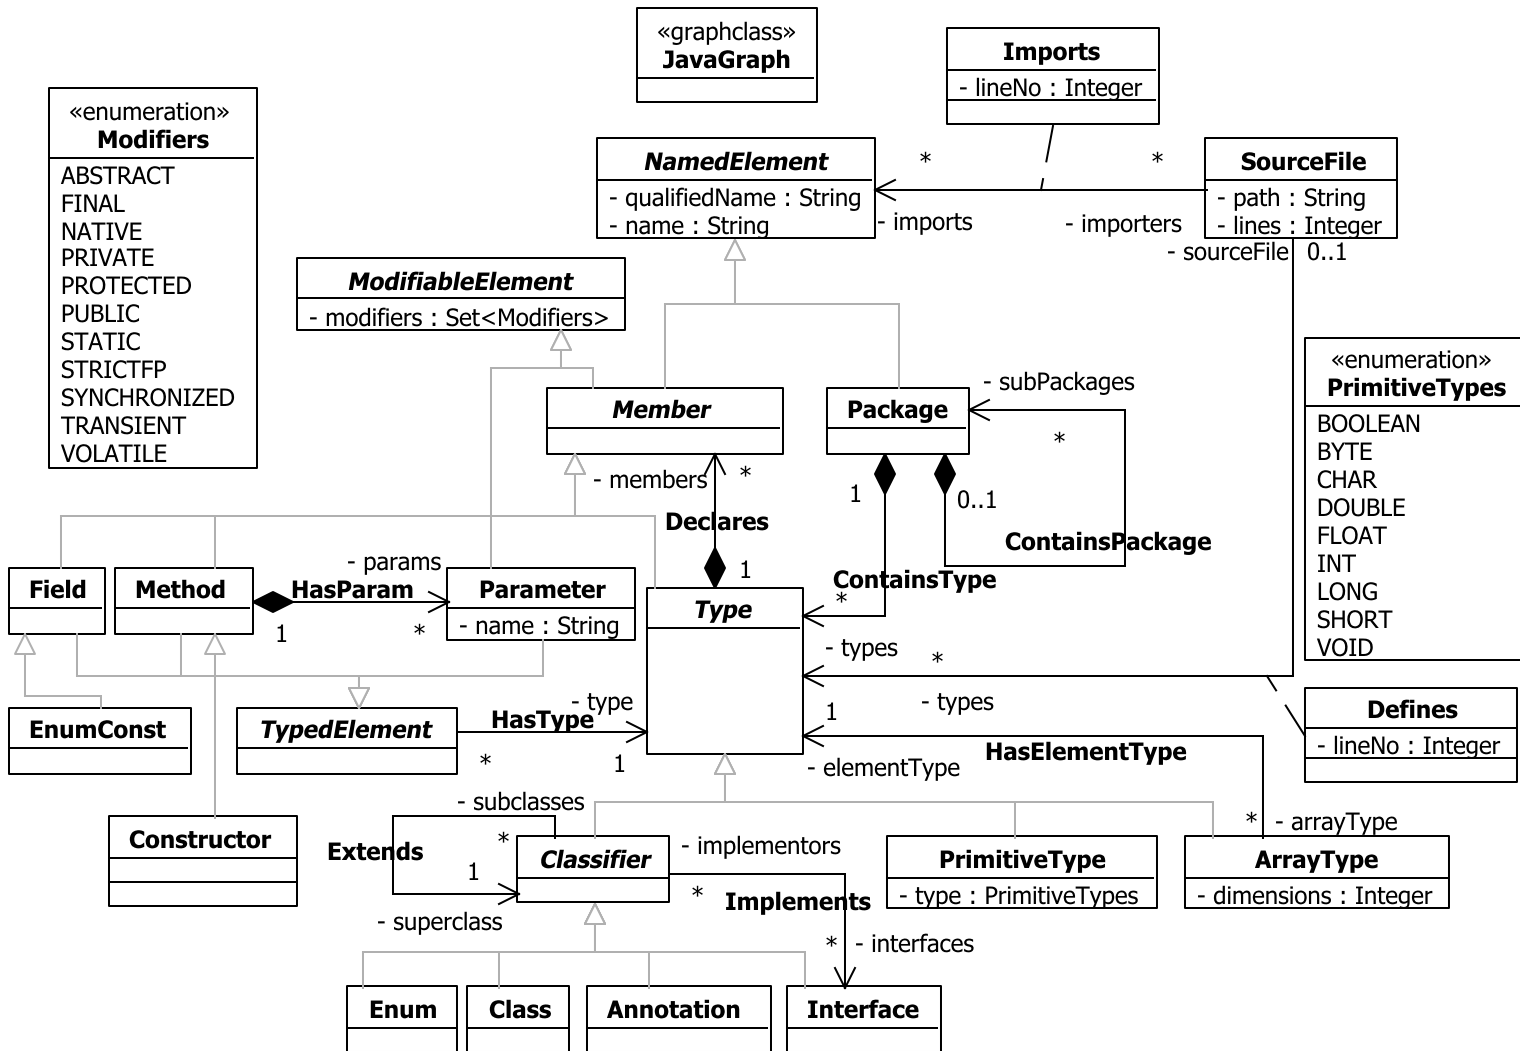 «graphclass»
JavaGraph
Imports
- lineNo : Integer
«enumeration»
Modifiers
ABSTRACT
FINAL
NATIVE
PRIVATE
PROTECTED
PUBLIC
STATIC
STRICTFP
SYNCHRONIZED
TRANSIENT
VOLATILE
NamedElement
- qualifiedName : String
- name : String
*
*
- imports
- importers
SourceFile
- path : String
- lines : Integer
- sourceFile
0..1
ModifiableElement
- modifiers : Set<Modifiers>
«enumeration»
PrimitiveTypes
BOOLEAN
BYTE
CHAR
DOUBLE
FLOAT
INT
LONG
SHORT
VOID
Member
Package
- subPackages
*
- members
*
1
0..1
Declares
ContainsPackage
1
ContainsType
*
- types
Field
Method
HasParam
- params
1
*
Parameter
- name : String
Type
*
- types
EnumConst
TypedElement
HasType
- type
*
1
1
- elementType
HasElementType
Defines
- lineNo : Integer
Constructor
- subclasses
*
Extends
1
- superclass
Classifier
- implementors
*
Implements
* - interfaces
PrimitiveType
- type : PrimitiveTypes
* - arrayType
ArrayType
- dimensions : Integer
Enum
Class
Annotation
Interface